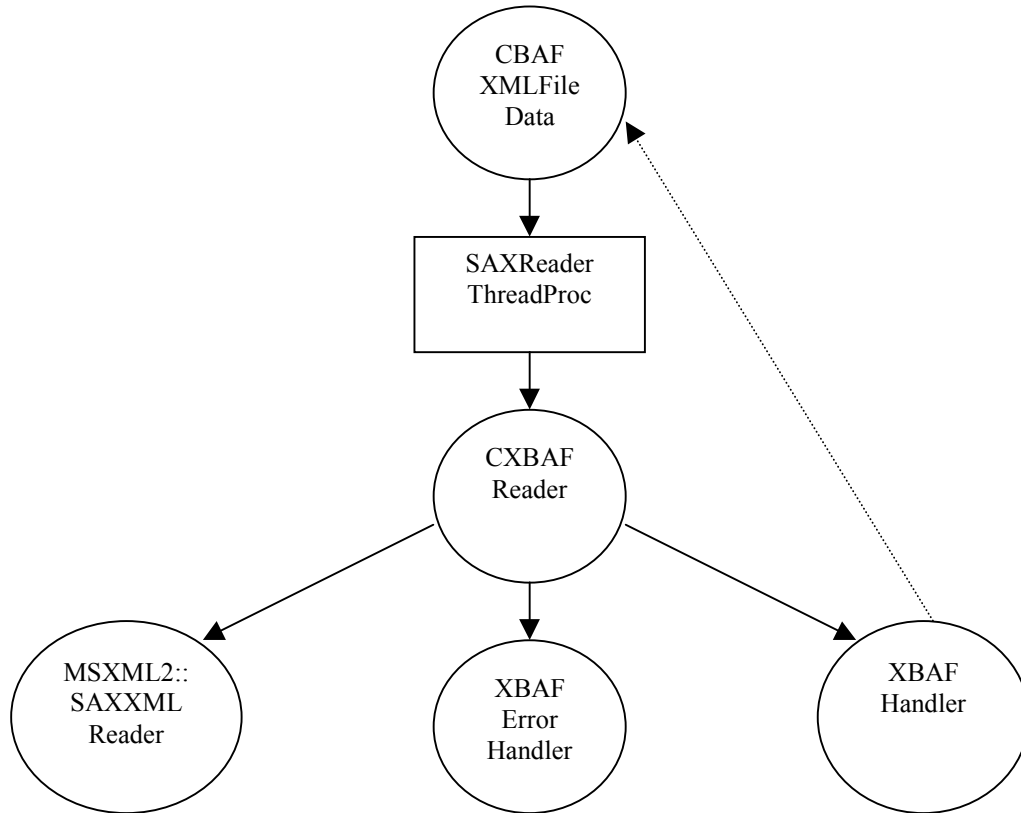 CBAF
XMLFile
Data
SAXReader
ThreadProc
CXBAF
Reader
MSXML2::
SAXXML
Reader
XBAF
Error
Handler
XBAF
Handler